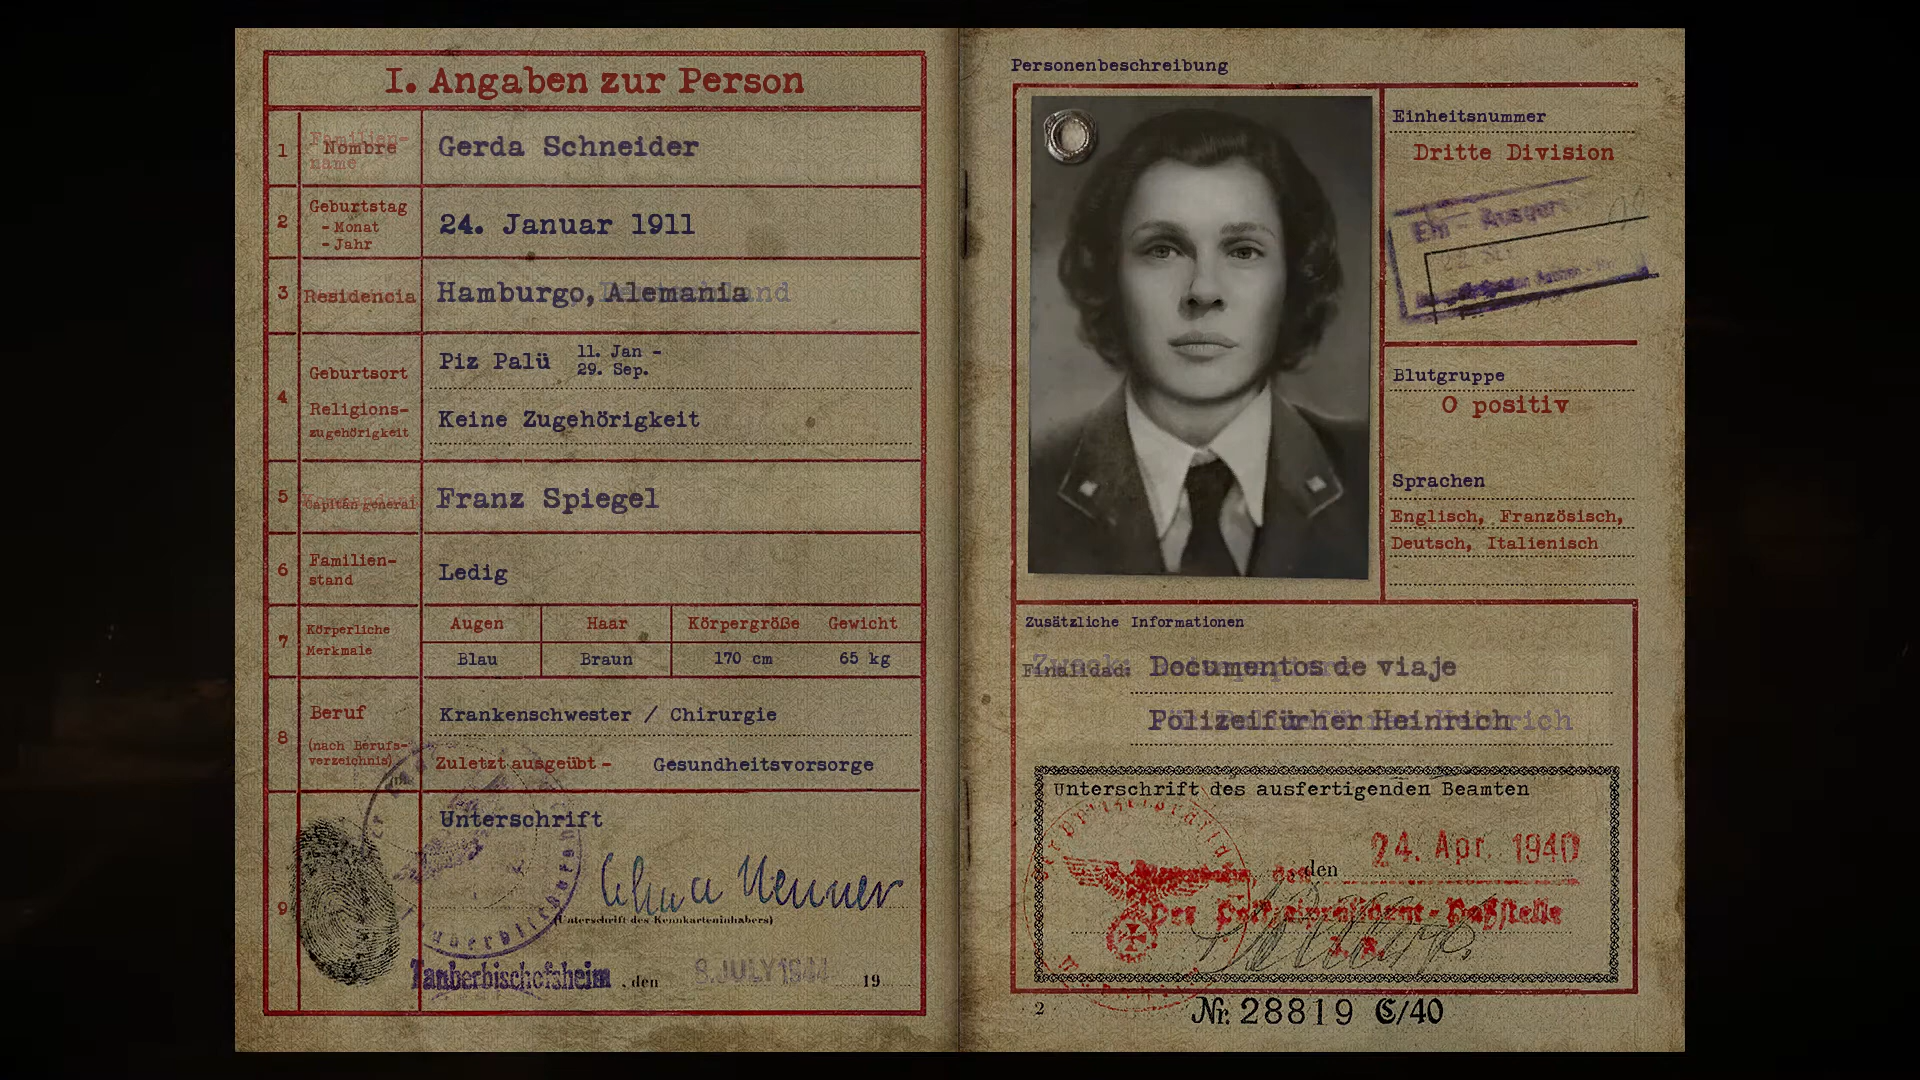 I. Angaben zur Person
1
Nombre
Gerda Schneider
2
Geburtstag
- Monat
- Jahr
24. Januar 1911
3
Residencia
Hamburgo, Alemania
4
Geburtsort
Piz Palü
11. Jan -
29. Sep.
Religions-
zugehörigkeit
Keine Zugehörigkeit
5
Capitán general
Franz Spiegel
6
Familien-
stand
Ledig
7
Körperliche
Merkmale
Augen Haar Körpergröße Gewicht
Blau Braun 170 cm 65 kg
8
Beruf
(nach Berufs-
verzeichnis)
Krankenschwester / Chirurgie
Zuletzt ausgeübt - Gesundheitsvorsorge
9
Unterschrift
(Unterschrift des Kennkarteninhabers)
Tauberbischofsheim , den 8. JULY 1944 19
Personenbeschreibung
Einheitsnummer
Dritte Division
Blutgruppe
O positiv
Sprachen
Englisch, Französisch,
Deutsch, Italienisch
Zusätzliche Informationen
Finalidad: Documentos de viaje
Polizeifürher Heinrich
Unterschrift des ausfertigenden Beamten
den 24. Apr. 1940
Der Polizeipräsident - Paßstelle
2
Nr. 28819 C/40